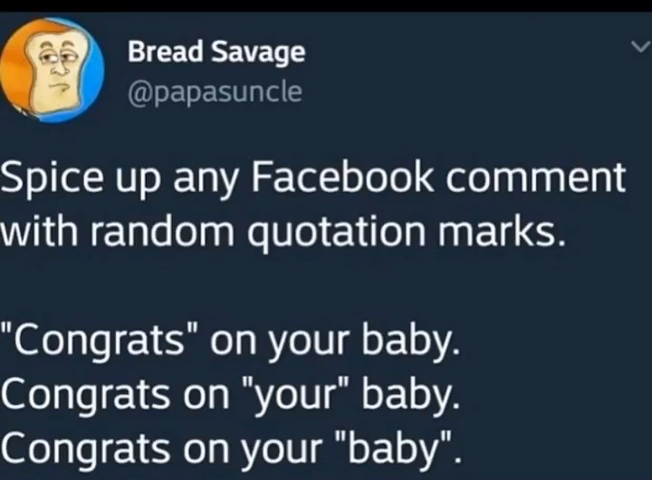 Bread Savage
@papasuncle
Spice up any Facebook comment
with random quotation marks.
"Congrats" on your baby.
Congrats on "your" baby.
Congrats on your "baby".